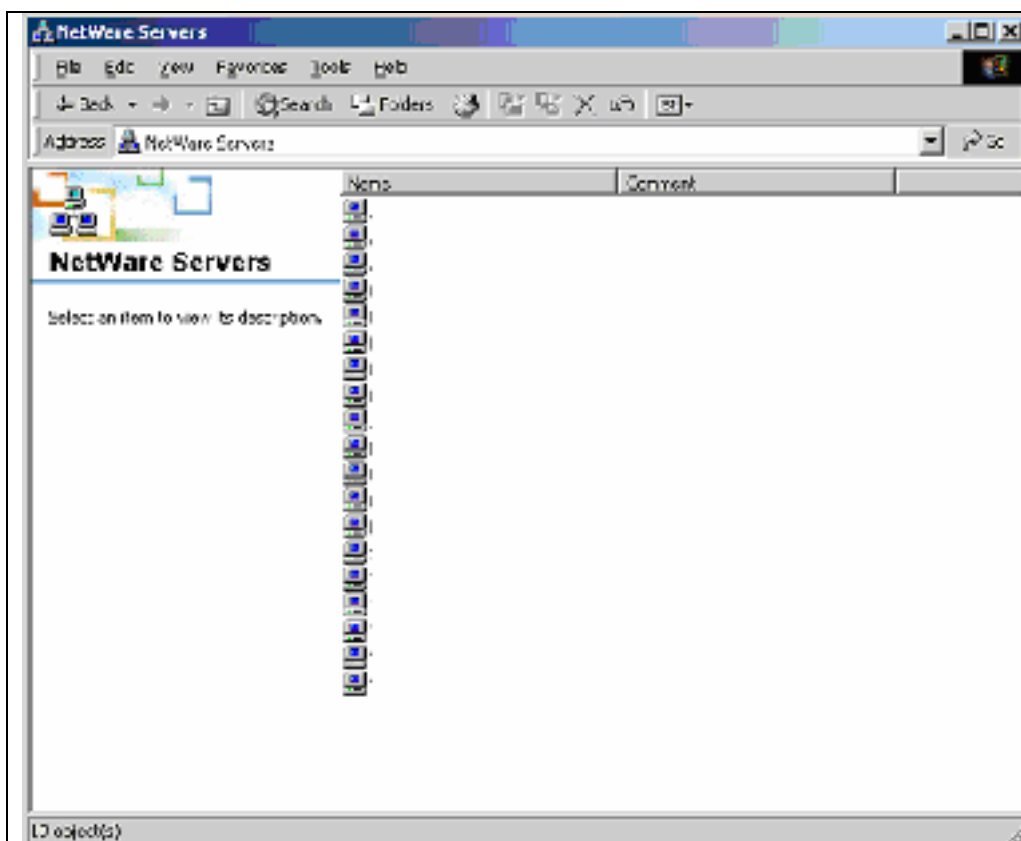 NetWare Servers
File Edit View Favorites Tools Help
Back Search Folders
Address NetWare Servers Go
Name Comment
NetWare Servers
Select an item to view its description.
object(s)